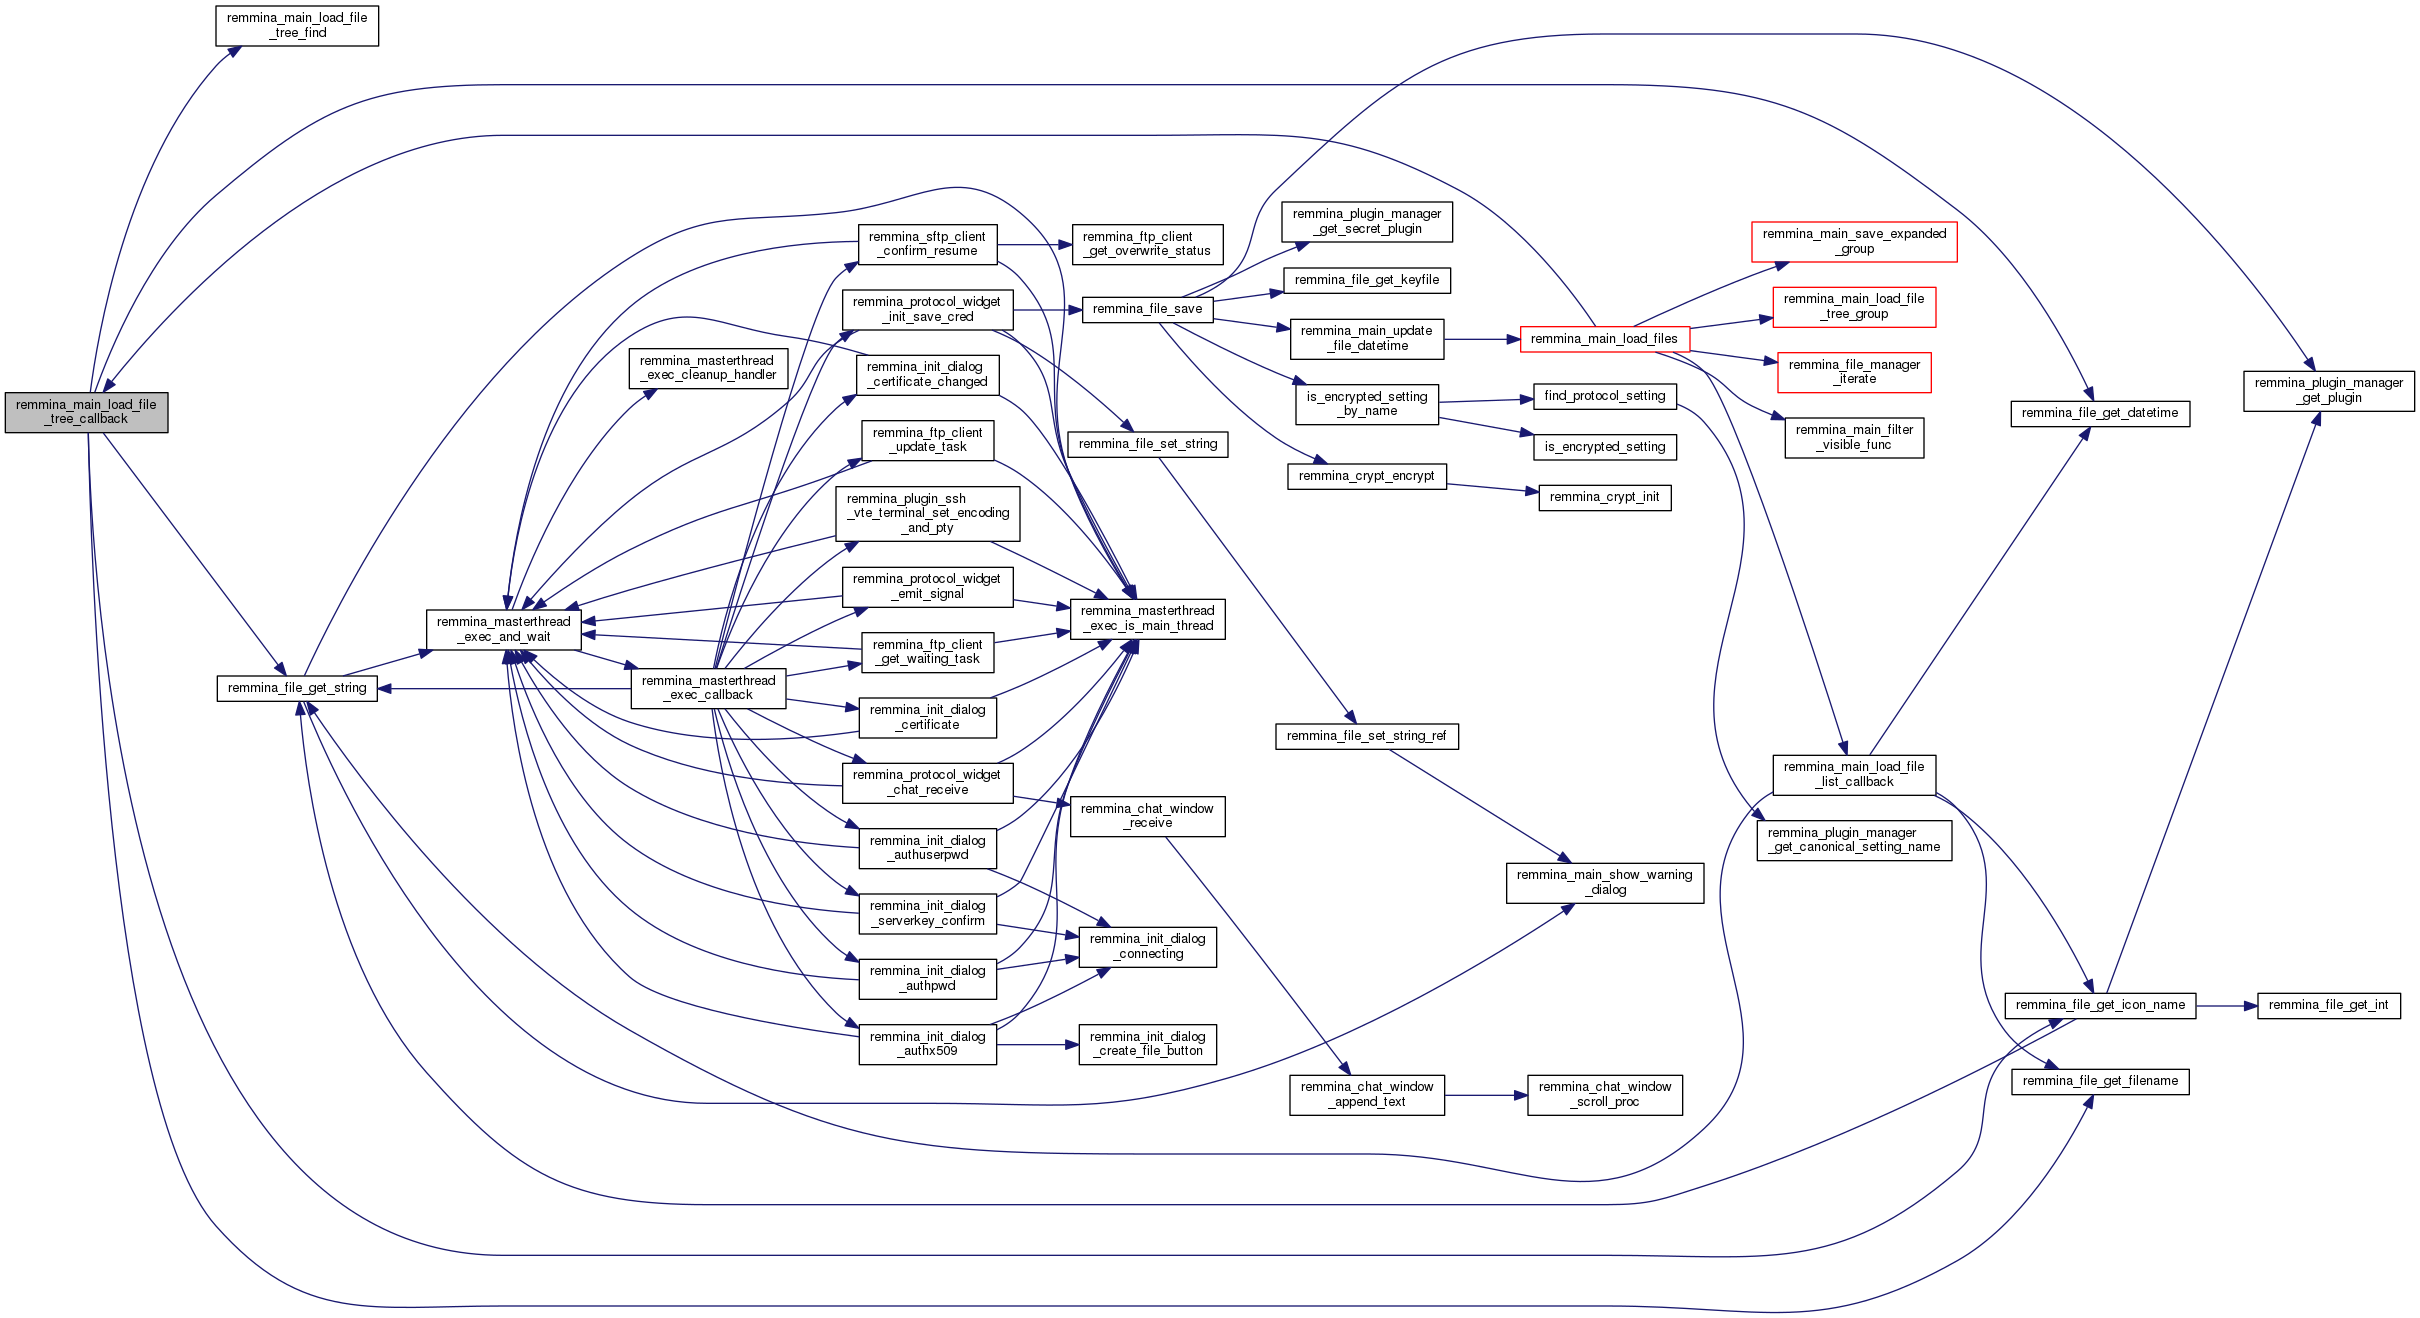 remmina_main_load_file
_tree_callback
remmina_main_load_file
_tree_find
remmina_file_get_string
remmina_masterthread
_exec_and_wait
remmina_masterthread
_exec_cleanup_handler
remmina_masterthread
_exec_callback
remmina_sftp_client
_confirm_resume
remmina_protocol_widget
_init_save_cred
remmina_init_dialog
_certificate_changed
remmina_ftp_client
_update_task
remmina_plugin_ssh
_vte_terminal_set_encoding
_and_pty
remmina_protocol_widget
_emit_signal
remmina_ftp_client
_get_waiting_task
remmina_init_dialog
_certificate
remmina_protocol_widget
_chat_receive
remmina_init_dialog
_authuserpwd
remmina_init_dialog
_serverkey_confirm
remmina_init_dialog
_authpwd
remmina_init_dialog
_authx509
remmina_ftp_client
_get_overwrite_status
remmina_file_save
remmina_file_set_string
remmina_masterthread
_exec_is_main_thread
remmina_chat_window
_receive
remmina_init_dialog
_connecting
remmina_init_dialog
_create_file_button
remmina_plugin_manager
_get_secret_plugin
remmina_file_get_keyfile
remmina_main_update
_file_datetime
is_encrypted_setting
_by_name
remmina_crypt_encrypt
remmina_file_set_string_ref
remmina_chat_window
_append_text
remmina_main_load_files
find_protocol_setting
is_encrypted_setting
remmina_crypt_init
remmina_main_show_warning
_dialog
remmina_chat_window
_scroll_proc
remmina_main_save_expanded
_group
remmina_main_load_file
_tree_group
remmina_file_manager
_iterate
remmina_main_filter
_visible_func
remmina_main_load_file
_list_callback
remmina_plugin_manager
_get_canonical_setting_name
remmina_file_get_datetime
remmina_file_get_icon_name
remmina_file_get_filename
remmina_plugin_manager
_get_plugin
remmina_file_get_int